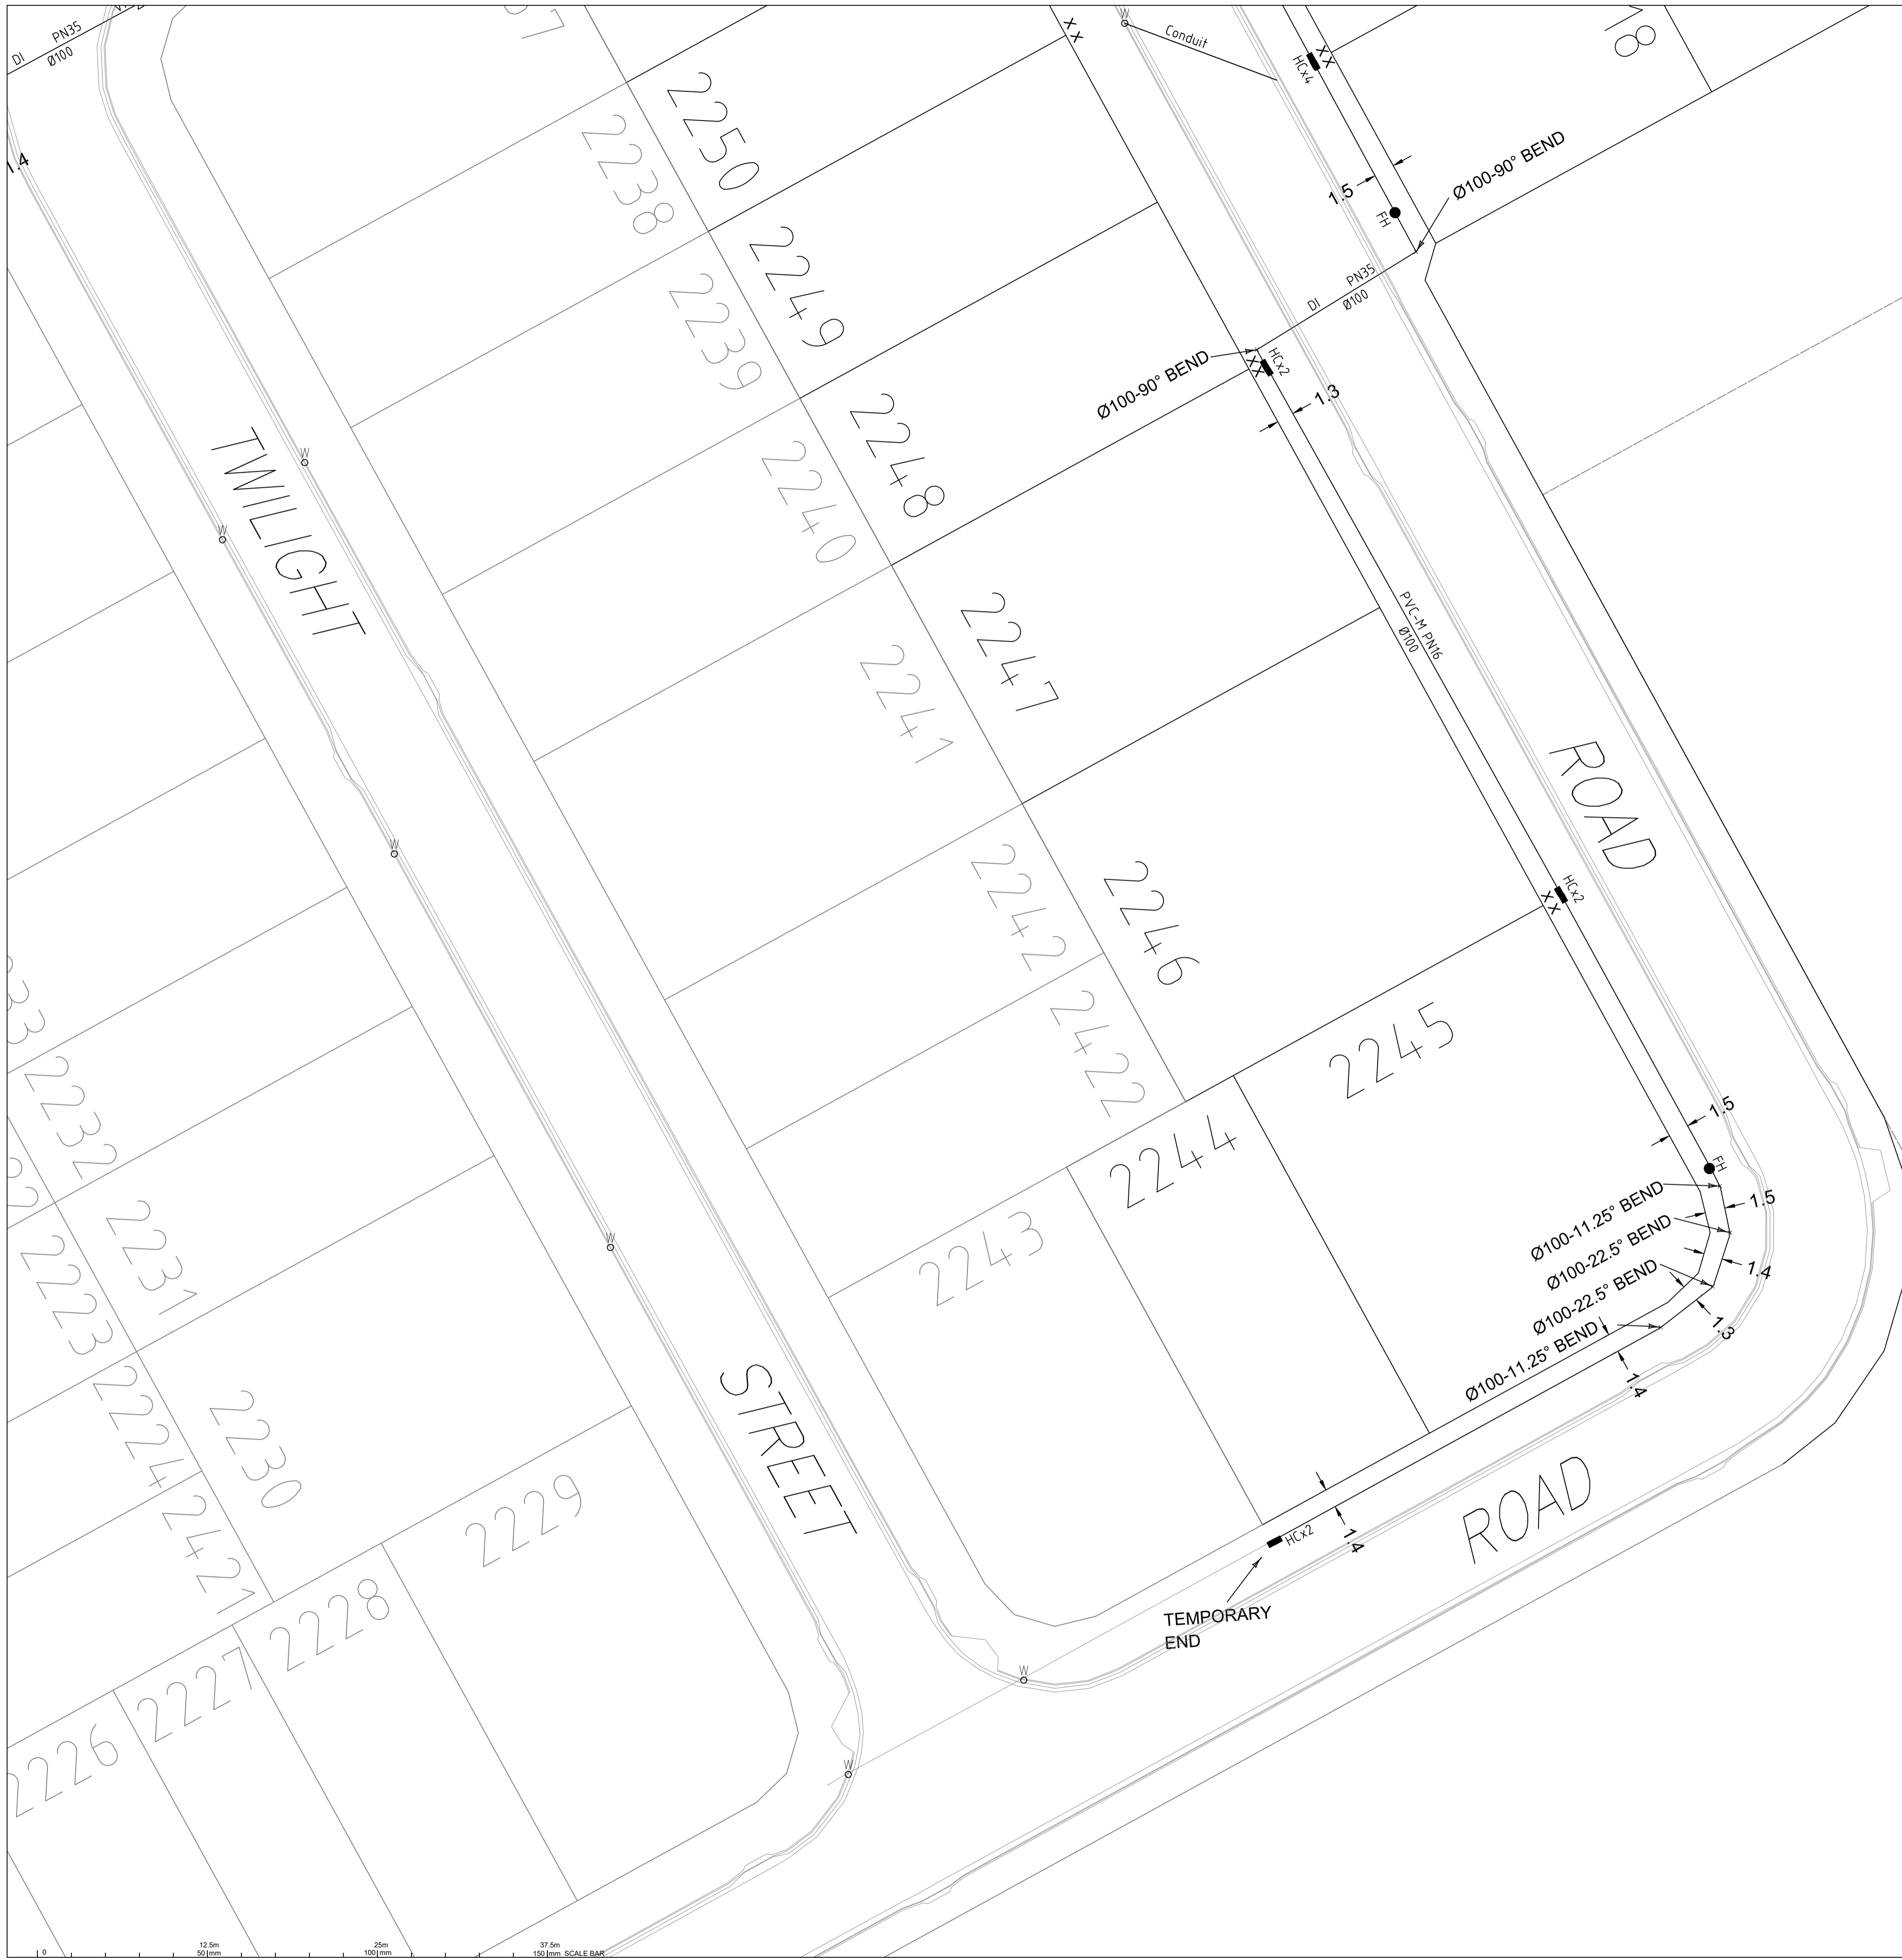 DI
PN35
Ø100
1.4
Conduit
W
HCx4
XX
8
2250
2238
2249
2239
2248
2240
2247
2241
2246
2242
2422
2245
2244
2243
1.5
FH
Ø100-90° BEND
DI
PN35
Ø100
Ø100-90° BEND
XX
HCx2
1.3
XX
PVC-M PN16
Ø100
TWILIGHT
W
W
W
W
ROAD
HCx2
XX
1.5
FH
1.5
Ø100-11.25° BEND
Ø100-22.5° BEND
1.4
Ø100-22.5° BEND
1.3
Ø100-11.25° BEND
1.4
2232
2231
2223
2224
2230
2421
2229
2228
2227
2226
STREET
ROAD
HCx2
1.4
TEMPORARY
END
W
W
0
12.5m
50 mm
25m
100 mm
37.5m
150 mm SCALE BAR